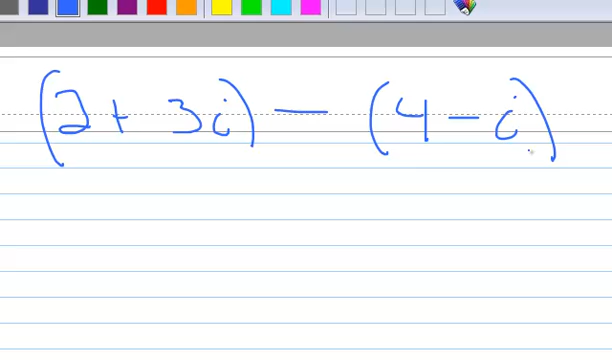 (2 + 3i) - (4 - i)